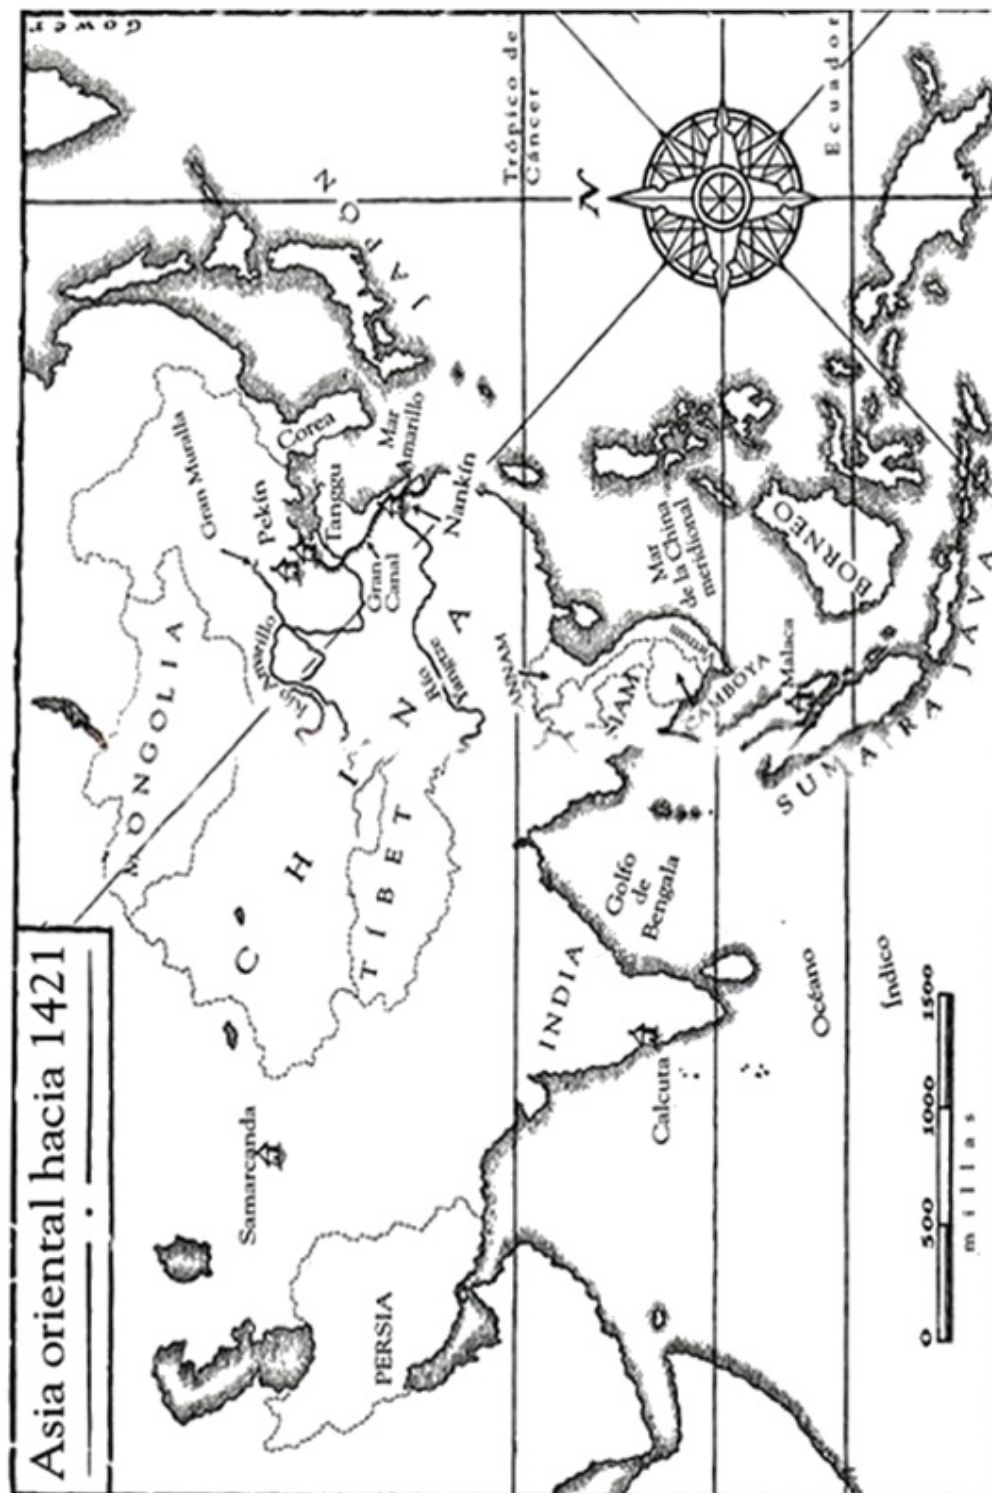 Asia oriental hacia 1421
Gower
MONGOLIA
Gran Muralla
Pekín
Corea
Tanggu
Mar
Amarillo
JAPÓN
Río Amarillo
Gran
Canal
Nankín
CHINA
Río
Yangtze
TÍBET
Samarcanda
PERSIA
Trópico de
Cáncer
N
INDIA
Calcuta
Golfo
de
Bengala
ANNAM
SIAM
Vietnam
CAMBOYA
Mar
de la China
meridional
Malaca
BORNEO
SUMATRA
JAVA
Ecuador
Océano
Índico
0 500 1000 1500
millas